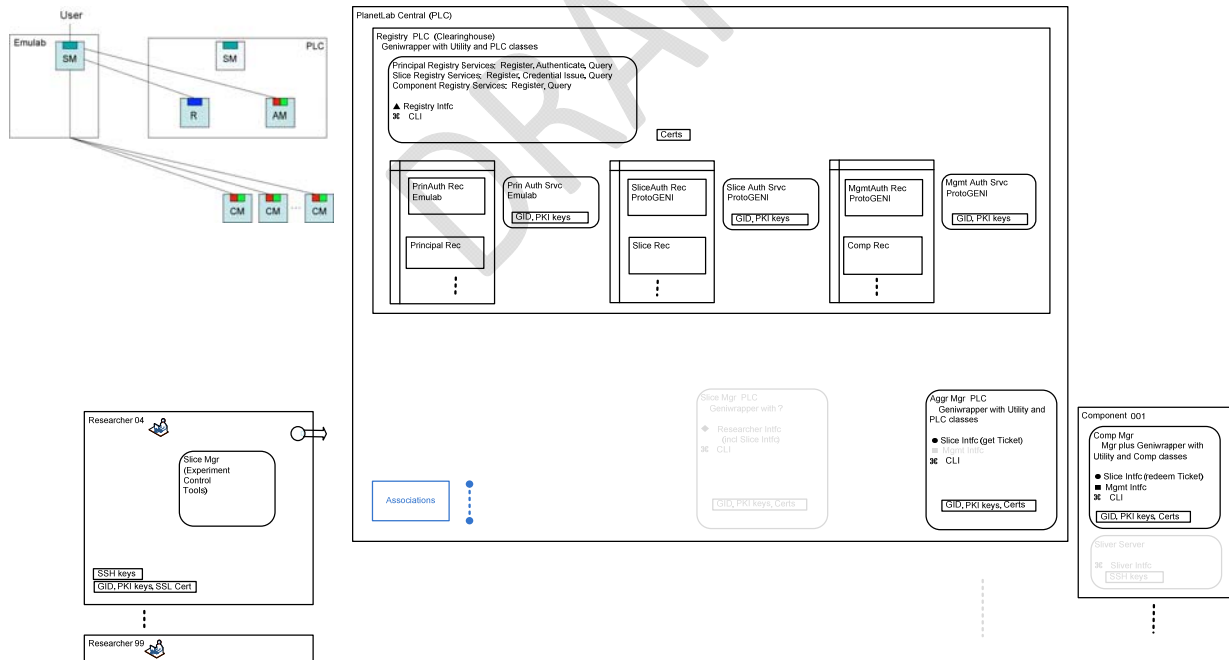 User
Emulab
SM
PLC
SM
R
AM
CM
CM
CM
PlanetLab Central (PLC)
Registry PLC (Clearinghouse)
Geniwrapper with Utility and PLC classes
Principal Registry Services: Register, Authenticate, Query
Slice Registry Services: Register, Credential Issue, Query
Component Registry Services: Register, Query
▲ Registry Intfc
⌘ CLI
Certs
PrinAuth Rec
Emulab
Principal Rec
Prin Auth Srvc
Emulab
GID, PKI keys
SliceAuth Rec
ProtoGENI
Slice Rec
Slice Auth Srvc
ProtoGENI
GID, PKI keys
MgmtAuth Rec
ProtoGENI
Comp Rec
Mgmt Auth Srvc
ProtoGENI
GID, PKI keys
DRA
Researcher 04
Slice Mgr
(Experiment
Control
Tools)
SSH keys
GID, PKI keys, SSL Cert
Researcher 99
Associations
Slice Mgr PLC
Geniwrapper with ?
◆ Researcher Intfc
(incl Slice Intfc)
⌘ CLI
GID, PKI keys, Certs
Aggr Mgr PLC
Geniwrapper with Utility and
PLC classes
● Slice Intfc (get Ticket)
■ Mgmt Intfc
⌘ CLI
GID, PKI keys, Certs
Component 001
Comp Mgr
Mgr plus Geniwrapper with
Utility and Comp classes
● Slice Intfc (redeem Ticket)
■ Mgmt Intfc
⌘ CLI
GID, PKI keys, Certs
Sliver Server
⌘ Sliver Intfc
SSH keys